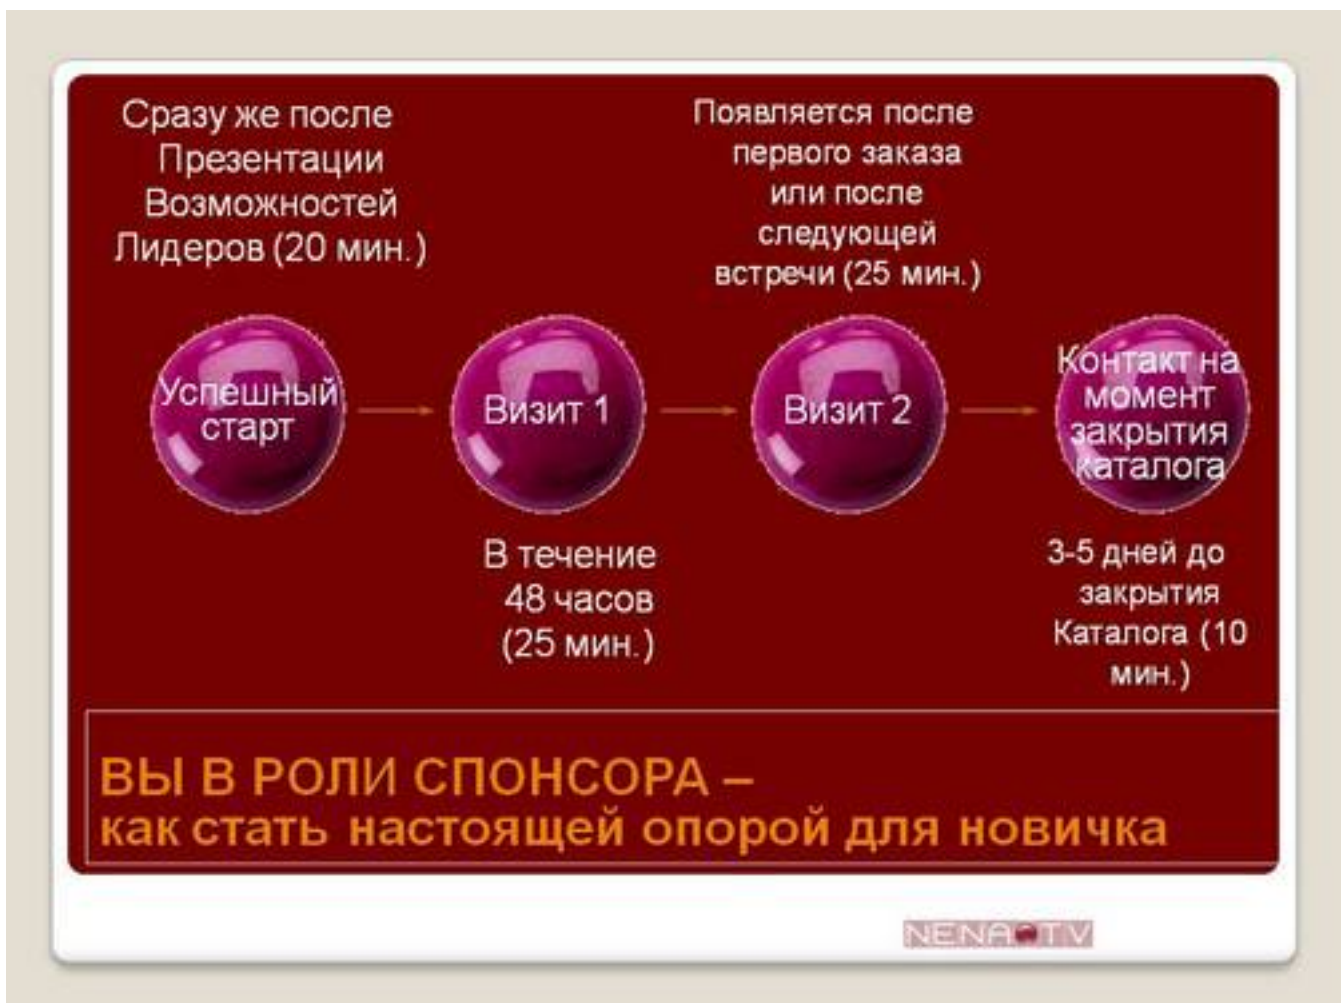 Сразу же после
Презентации
Возможностей
Лидеров (20 мин.)
Появляется после
первого заказа
или после
следующей
встречи (25 мин.)
Успешный
старт
Визит 1
Визит 2
Контакт на
момент
закрытия
каталога
В течение
48 часов
(25 мин.)
3-5 дней до
закрытия
Каталога (10
мин.)
ВЫ В РОЛИ СПОНСОРА –
как стать настоящей опорой для новичка
NENA TV